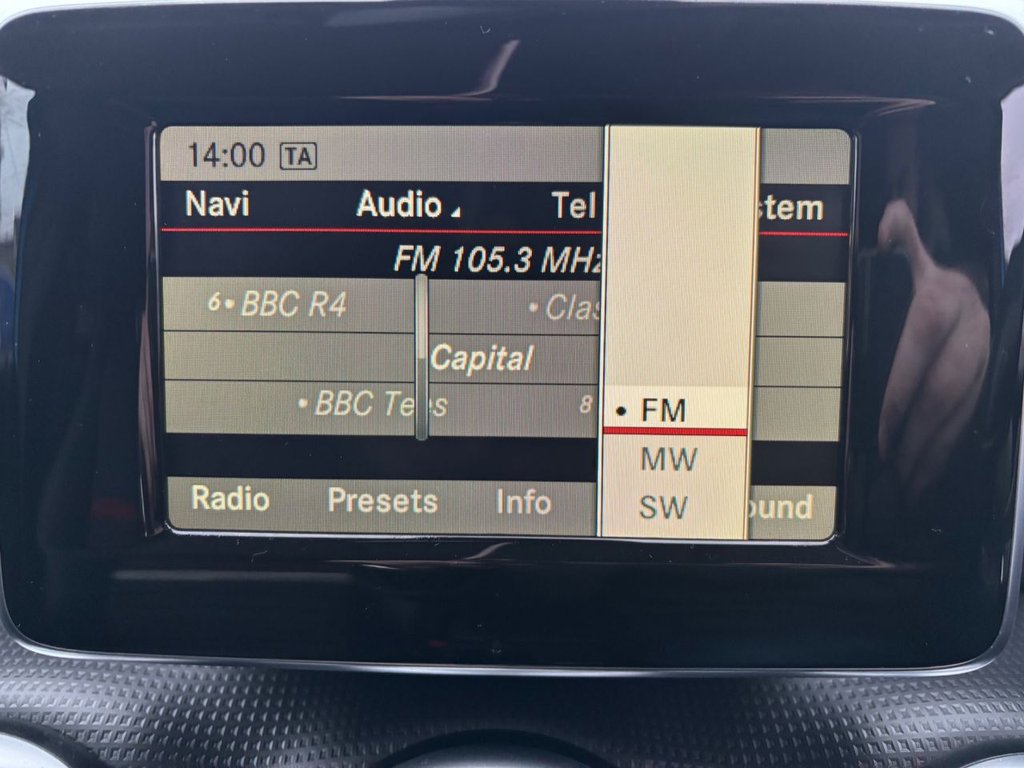 14:00 TA
Navi Audio Tel stem
FM 105.3 MHz
6• BBC R4 • Clas
Capital
• BBC Tees 8
• FM
MW
SW
Radio Presets Info ound